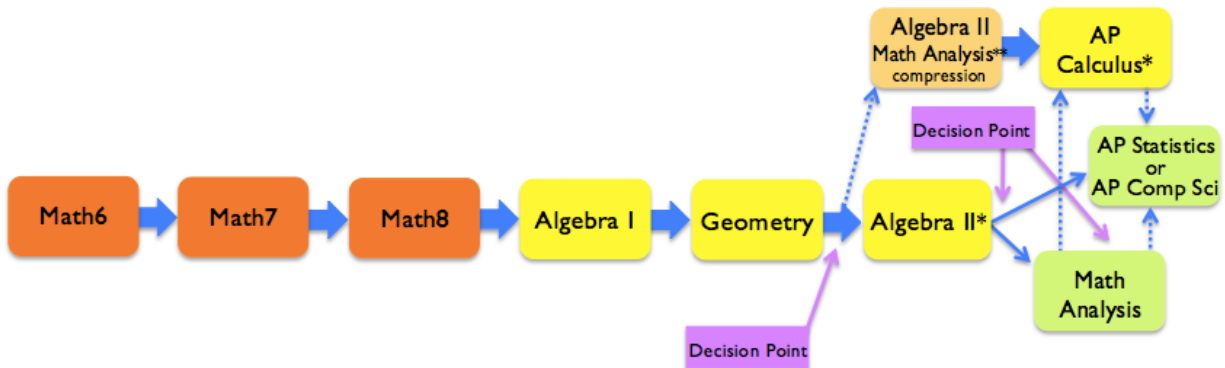 Algebra II
Math Analysis**
compression
AP
Calculus*
Decision Point
AP Statistics
or
AP Comp Sci
Math6
Math7
Math8
Algebra I
Geometry
Algebra II*
Math
Analysis
Decision Point